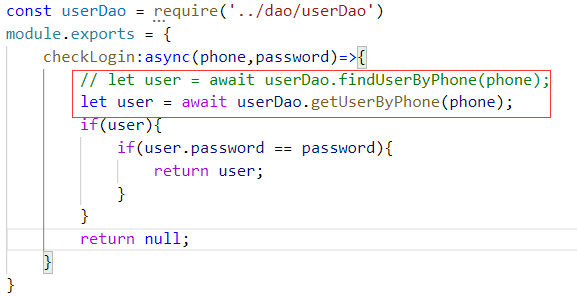 const userDao = require('../dao/userDao')
module.exports = {
    checkLogin:async(phone,password)=>{
        // let user = await userDao.findUserByPhone(phone);
        let user = await userDao.getUserByPhone(phone);
        if(user){
            if(user.password == password){
                return user;
            }
        }
        return null;
    }
}